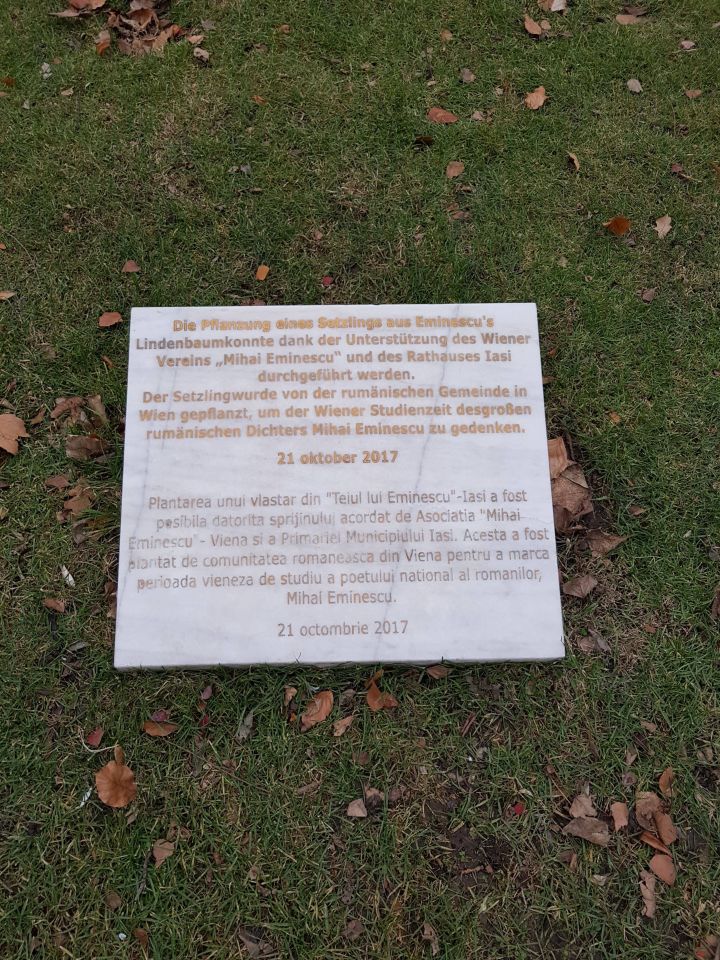 Die Pflanzung eines Setzlings aus Eminescu's
Lindenbaumkonnte dank der Unterstützung des Wiener
Vereins „Mihai Eminescu“ und des Rathauses Iasi
durchgeführt werden.
Der Setzlingwurde von der rumänischen Gemeinde in
Wien gepflanzt, um der Wiener Studienzeit desgroßen
rumänischen Dichters Mihai Eminescu zu gedenken.
21 oktober 2017
Plantarea unui vlastar din "Teiul lui Eminescu"-Iasi a fost
posibila datorita sprijinului acordat de Asociatia "Mihai
Eminescu"- Viena si a Primariei Municipiului Iasi. Acesta a fost
plantat de comunitatea romaneasca din Viena pentru a marca
perioada vieneza de studiu a poetului national al romanilor,
Mihai Eminescu.
21 octombrie 2017